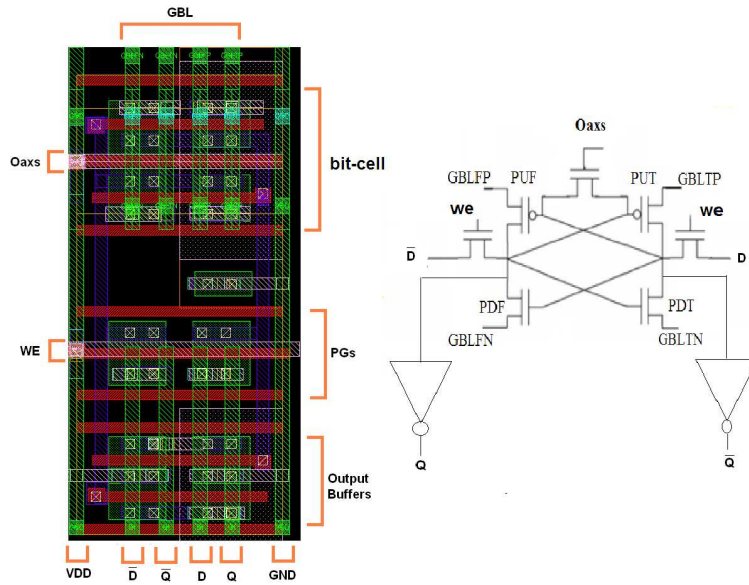 GBL
Oaxs
bit-cell
WE
PGs
Output
Buffers
VDD
D̅
Q̅
D
Q
GND
Oaxs
GBLFP
PUF
PUT
GBLTP
we
we
D̅
D
PDF
PDT
GBLFN
GBLTN
Q
Q̅